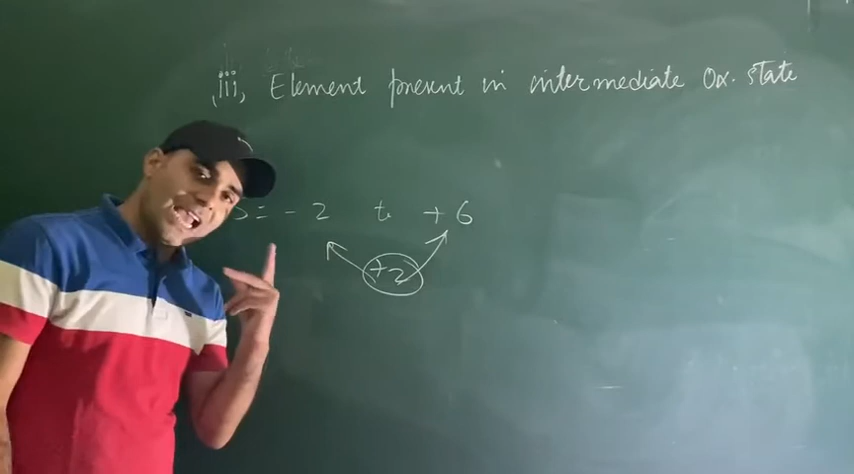 (iii, Element present in intermediate Ox. state
S = - 2 to + 6
+2